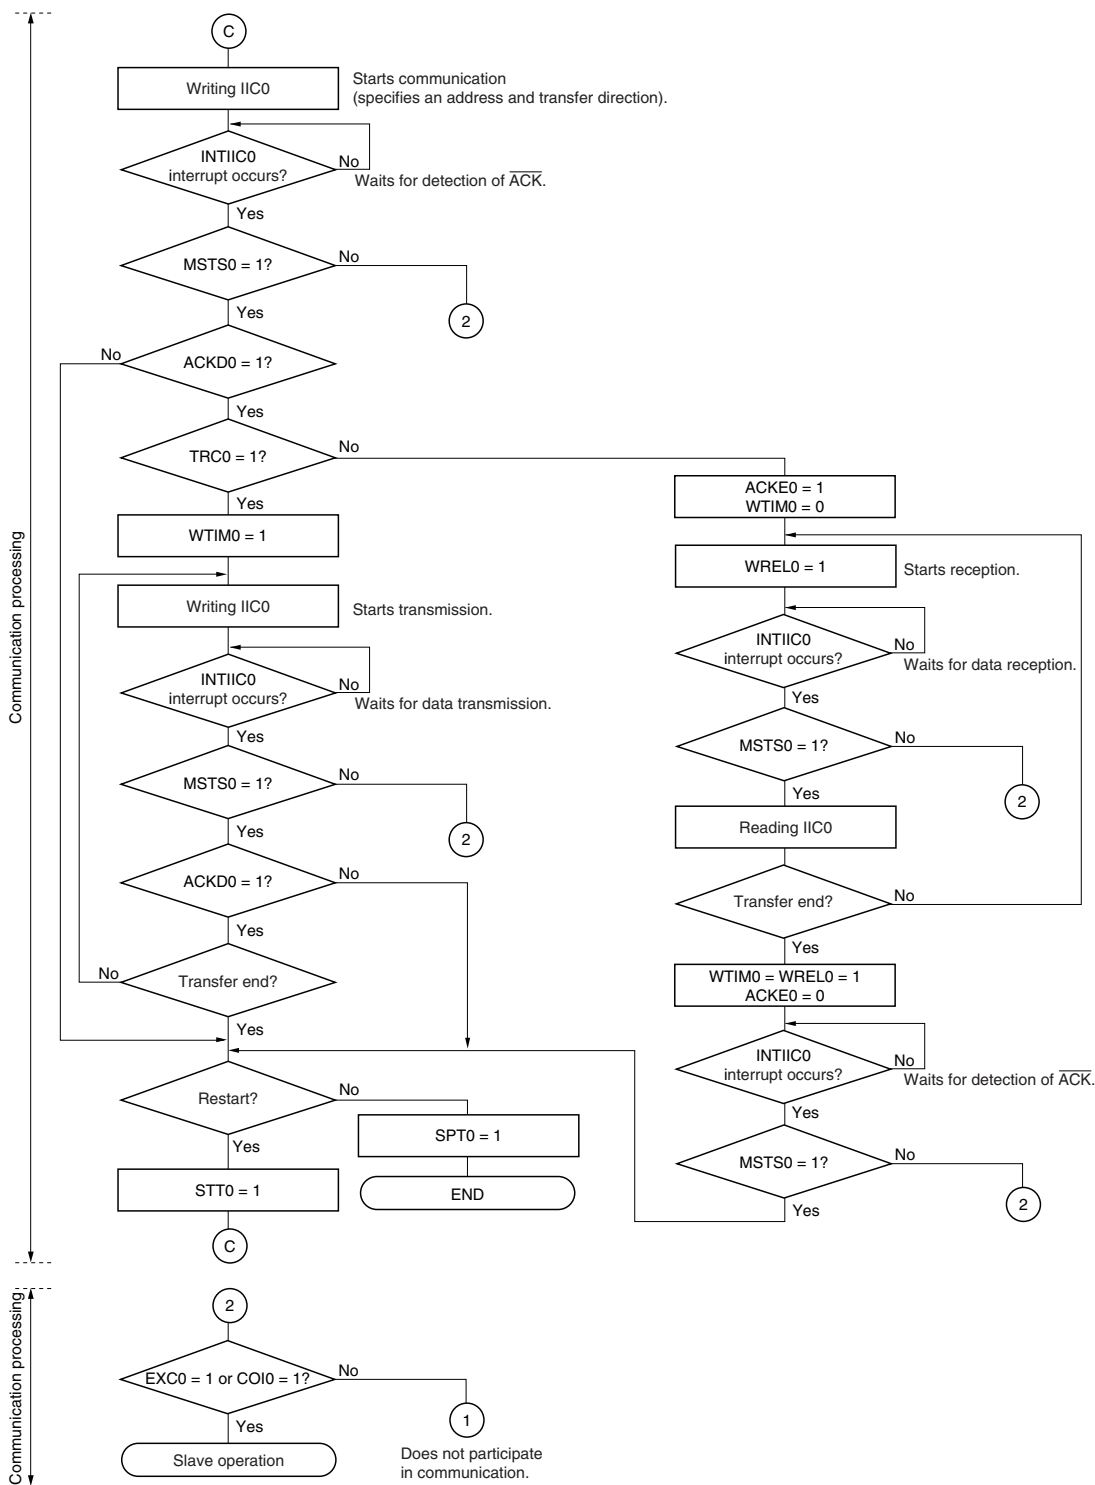 C
Writing IIC0
Starts communication
(specifies an address and transfer direction).
INTIIC0
interrupt occurs?
No
Waits for detection of A̅C̅K̅.
Yes
MSTS0 = 1?
No
2
Yes
No
ACKD0 = 1?
Yes
TRC0 = 1?
No
Yes
WTIM0 = 1
Writing IIC0
Starts transmission.
INTIIC0
interrupt occurs?
No
Waits for data transmission.
Yes
MSTS0 = 1?
No
2
Yes
ACKD0 = 1?
No
Yes
No
Transfer end?
Yes
Restart?
No
SPT0 = 1
END
Yes
STT0 = 1
C
ACKE0 = 1
WTIM0 = 0
WREL0 = 1
Starts reception.
INTIIC0
interrupt occurs?
No
Waits for data reception.
Yes
MSTS0 = 1?
No
2
Yes
Reading IIC0
Transfer end?
No
Yes
WTIM0 = WREL0 = 1
ACKE0 = 0
INTIIC0
interrupt occurs?
No
Waits for detection of A̅C̅K̅.
Yes
MSTS0 = 1?
No
2
Yes
Communication processing
2
EXC0 = 1 or COI0 = 1?
No
1
Does not participate
in communication.
Yes
Slave operation
Communication processing